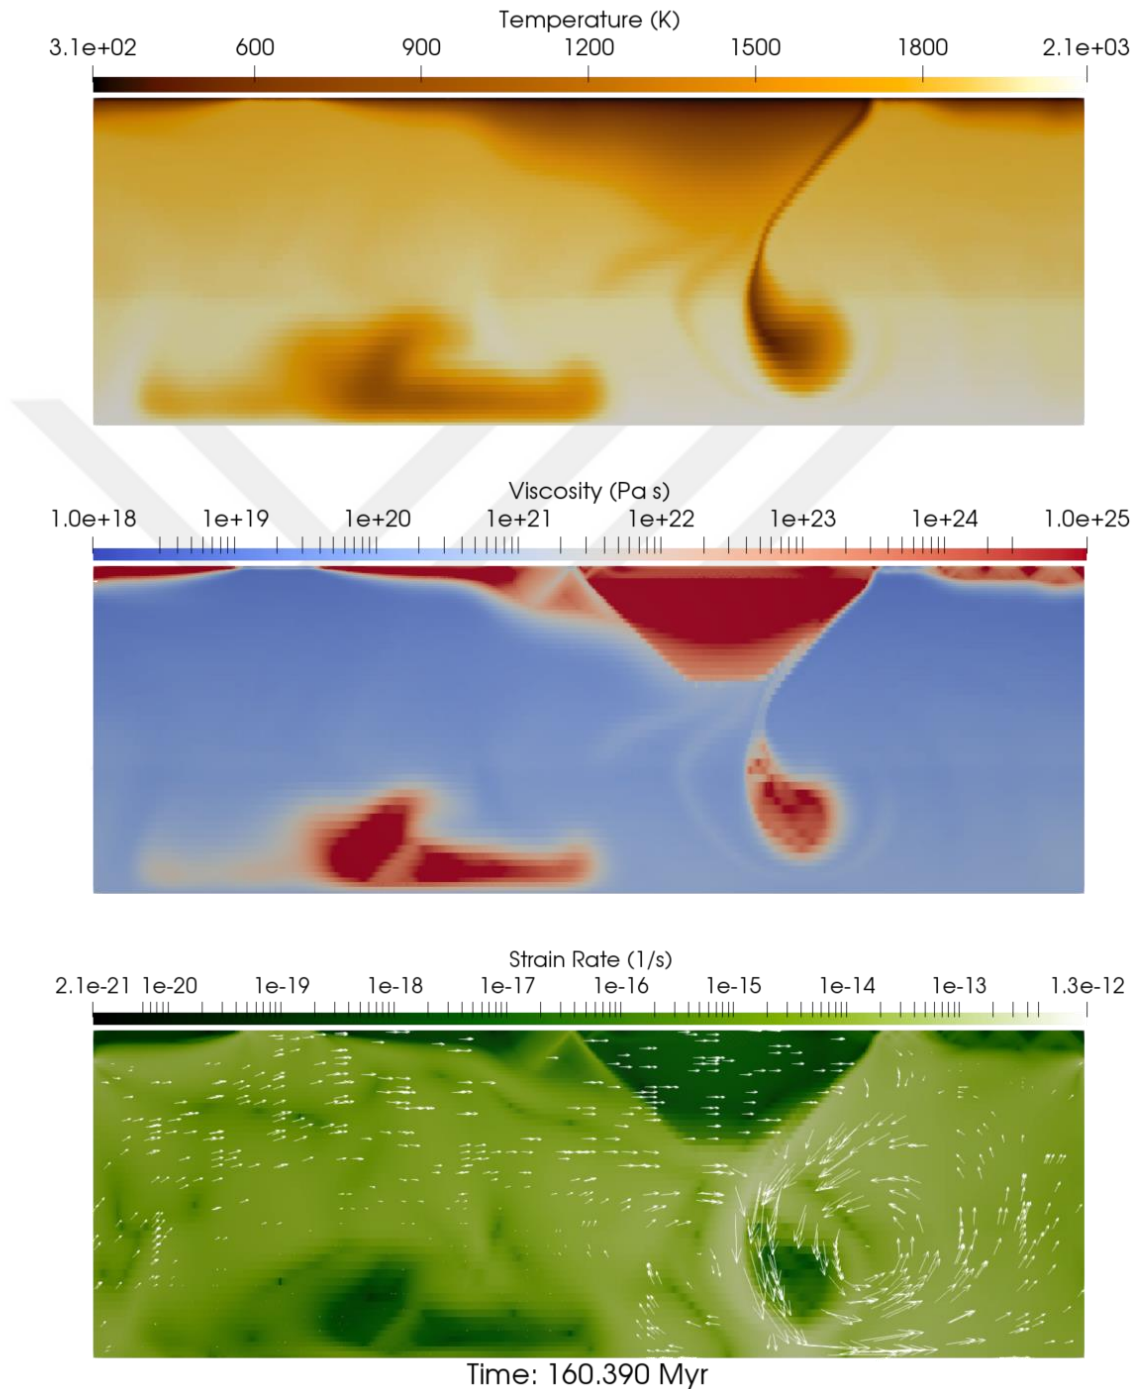 Temperature (K)
3.1e+02 600 900 1200 1500 1800 2.1e+03
Viscosity (Pa s)
1.0e+18 1e+19 1e+20 1e+21 1e+22 1e+23 1e+24 1.0e+25
Strain Rate (1/s)
2.1e-21 1e-20 1e-19 1e-18 1e-17 1e-16 1e-15 1e-14 1e-13 1.3e-12
Time: 160.390 Myr